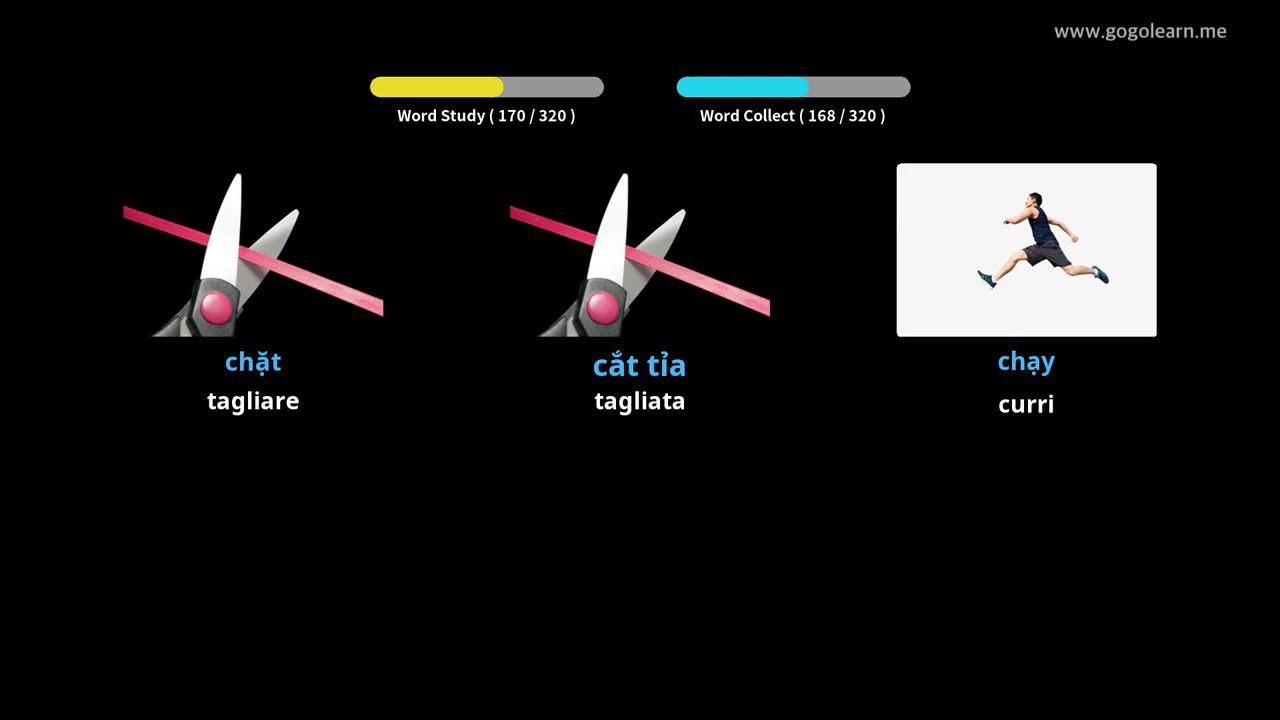 www.gogolearn.me
Word Study ( 170 / 320 )
Word Collect ( 168 / 320 )
chặt
tagliare
cắt tỉa
tagliata
chạy
curri